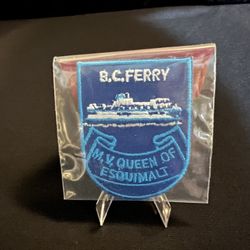 B.C. FERRY
M.V. QUEEN OF
ESQUIMALT